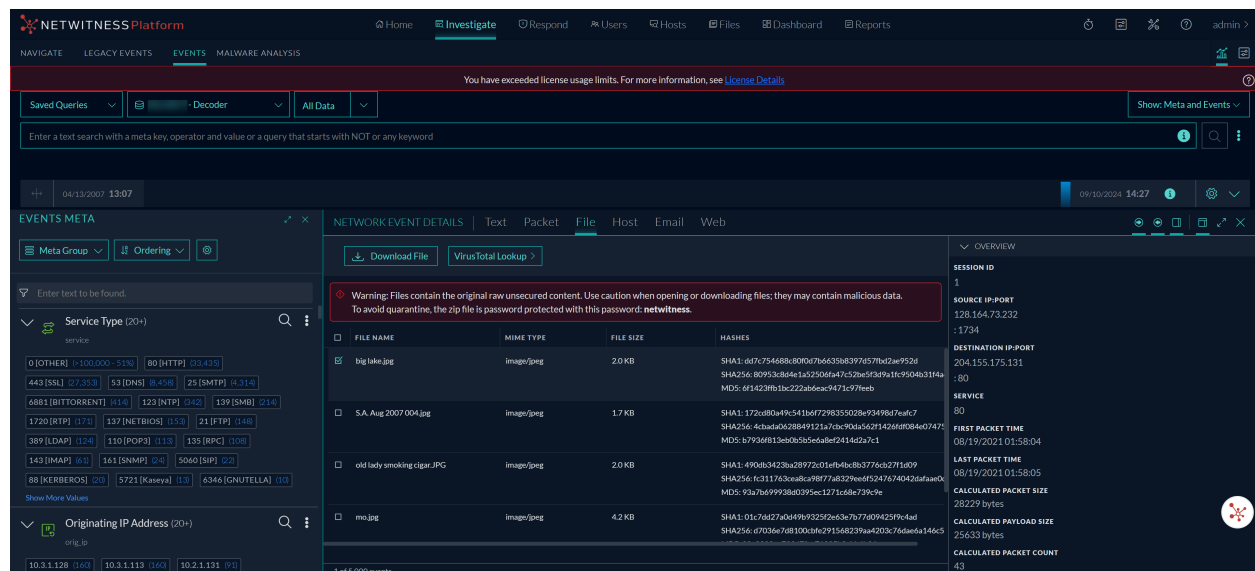 NETWITNESS Platform
Home Investigate Respond Users Hosts Files Dashboard Reports admin >
NAVIGATE LEGACY EVENTS EVENTS MALWARE ANALYSIS
You have exceeded license usage limits. For more information, see License Details
Saved Queries - Decoder All Data Show: Meta and Events
Enter a text search with a meta key, operator and value or a query that starts with NOT or any keyword
04/13/2007 13:07 09/10/2024 14:27
EVENTS META
Meta Group Ordering
Enter text to be found.
Service Type (20+)
service
0 [OTHER] (>100,000 - 51%) 80 [HTTP] (33,435)
443 [SSL] (27,353) 53 [DNS] (8,458) 25 [SMTP] (4,314)
6881 [BITTORRENT] (414) 123 [NTP] (342) 139 [SMB] (214)
1720 [RTP] (171) 137 [NETBIOS] (153) 21 [FTP] (148)
389 [LDAP] (124) 110 [POP3] (113) 135 [RPC] (108)
143 [IMAP] (61) 161 [SNMP] (24) 5060 [SIP] (22)
88 [KERBEROS] (20) 5721 [Kaseya] (13) 6346 [GNUTELLA] (10)
Show More Values
Originating IP Address (20+)
orig_ip
10.3.1.128 (160) 10.3.1.113 (160) 10.2.1.131 (91)
NETWORK EVENT DETAILS Text Packet File Host Email Web
Download File VirusTotal Lookup >
Warning: Files contain the original raw unsecured content. Use caution when opening or downloading files; they may contain malicious data.
To avoid quarantine, the zip file is password protected with this password: netwitness.
FILE NAME MIME TYPE FILE SIZE HASHES
big lake.jpg image/jpeg 2.0 KB SHA1: dd7c754688c80f0d7b6635b8397d57fbd2ae952d
SHA256: 80953c8d4e1a52506fa47c52be5f3d9a1fc9504b31f4a
MD5: 6f1423ffb1bc222ab6eac9471c97feeb
S.A. Aug 2007 004.jpg image/jpeg 1.7 KB SHA1: 172cd80a49c541b6f7298355028e93498d7eafc7
SHA256: 4cbada0628849121a7cbc90da562f1426fdf084e07475
MD5: b7936f813eb0b5b5e6a8ef2414d2a7c1
old lady smoking cigar.JPG image/jpeg 2.0 KB SHA1: 490db3423ba28972c01efb4bc8b3776cb27f1d09
SHA256: fc311763cea8ca98f77a8329ee6f5247674042dafaae0c
MD5: 93a7b699938d0395ec1271c68e739c9e
mo.jpg image/jpeg 4.2 KB SHA1: 01c7dd27a0d49b9325f2e63e7b77d09425f9c4ad
SHA256: d7036e7d8100cbfe291568239aa4203c76dae6a146c5
OVERVIEW
SESSION ID
1
SOURCE IP:PORT
128.164.73.232
: 1734
DESTINATION IP:PORT
204.155.175.131
: 80
SERVICE
80
FIRST PACKET TIME
08/19/2021 01:58:04
LAST PACKET TIME
08/19/2021 01:58:05
CALCULATED PACKET SIZE
28229 bytes
CALCULATED PAYLOAD SIZE
25633 bytes
CALCULATED PACKET COUNT
43